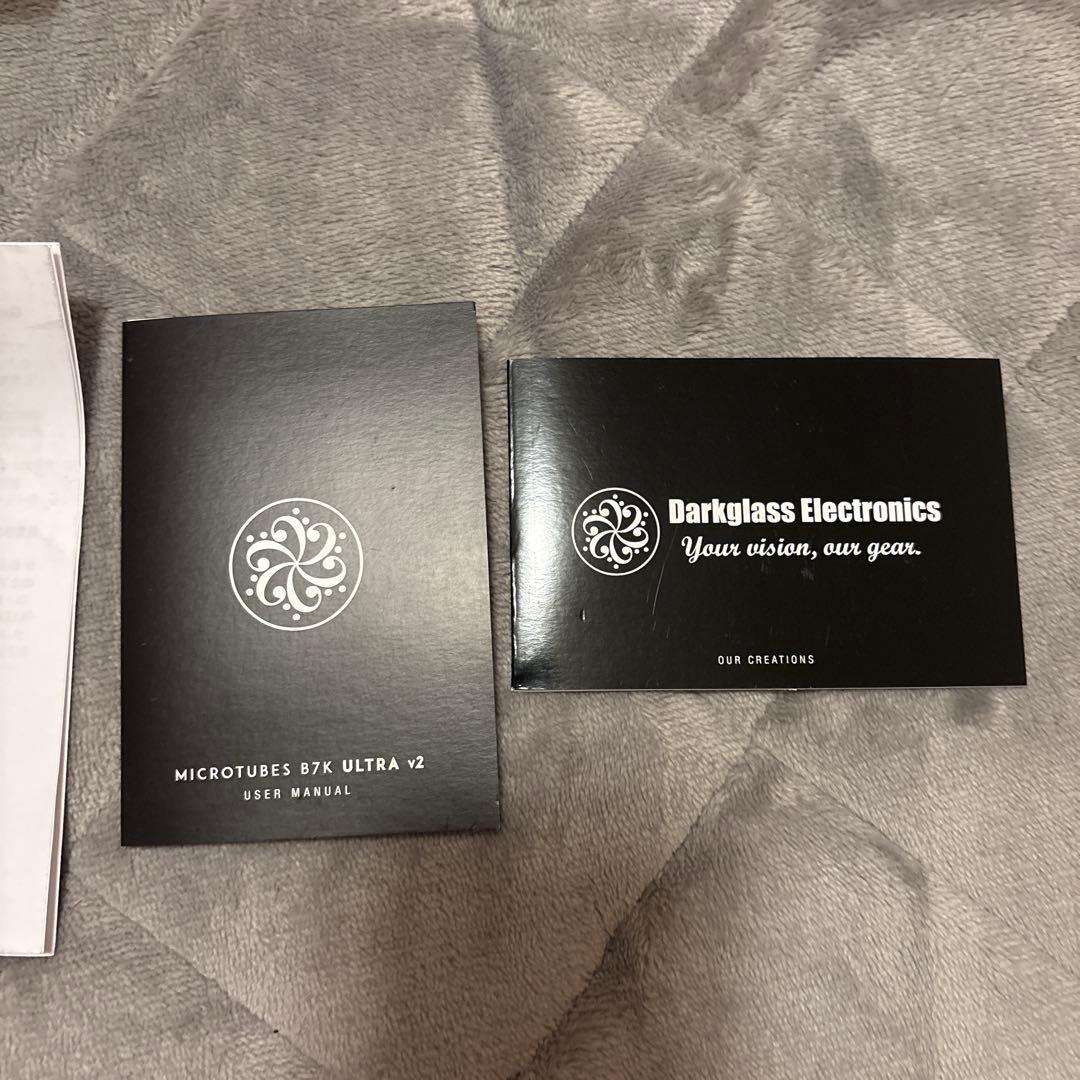 MICROTUBES B7K ULTRA v2
USER MANUAL
Darkglass Electronics
Your vision, our gear.
OUR CREATIONS